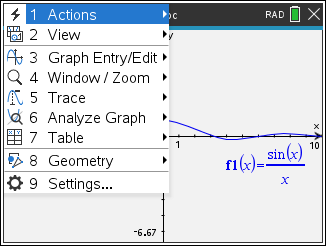 1 Actions
2 View
3 Graph Entry/Edit
4 Window / Zoom
5 Trace
6 Analyze Graph
7 Table
8 Geometry
9 Settings...
oc
RAD
y
x
1
10
f1(x)=sin(x)/x
-6.67